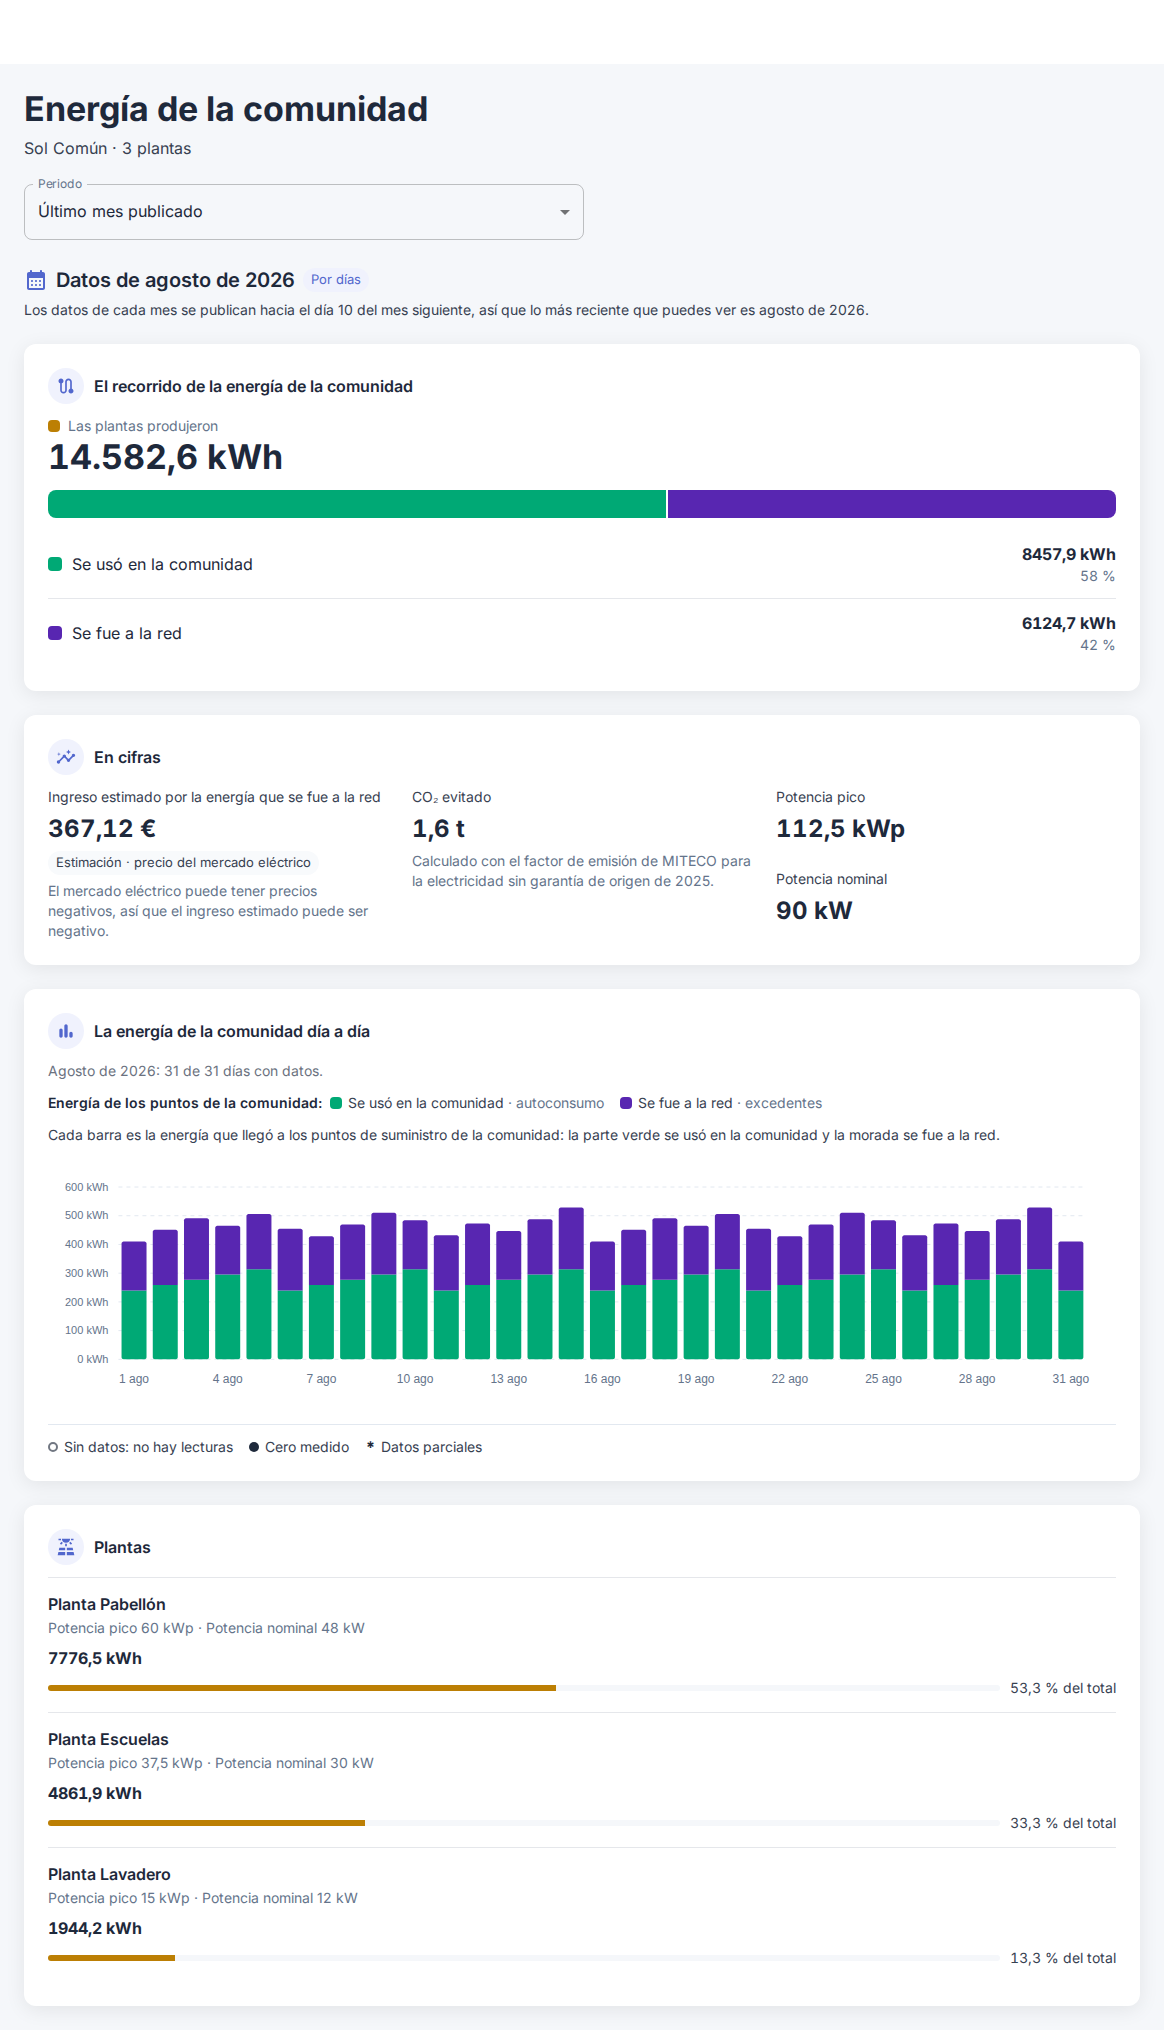 Energía de la comunidad
Sol Común · 3 plantas
Periodo
Último mes publicado
Datos de agosto de 2026 Por días
Los datos de cada mes se publican hacia el día 10 del mes siguiente, así que lo más reciente que puedes ver es agosto de 2026.
El recorrido de la energía de la comunidad
Las plantas produjeron
14.582,6 kWh
Se usó en la comunidad 8457,9 kWh
58 %
Se fue a la red 6124,7 kWh
42 %
En cifras
Ingreso estimado por la energía que se fue a la red
367,12 €
Estimación · precio del mercado eléctrico
El mercado eléctrico puede tener precios
negativos, así que el ingreso estimado puede ser
negativo.
CO₂ evitado
1,6 t
Calculado con el factor de emisión de MITECO para
la electricidad sin garantía de origen de 2025.
Potencia pico
112,5 kWp
Potencia nominal
90 kW
La energía de la comunidad día a día
Agosto de 2026: 31 de 31 días con datos.
Energía de los puntos de la comunidad: Se usó en la comunidad · autoconsumo Se fue a la red · excedentes
Cada barra es la energía que llegó a los puntos de suministro de la comunidad: la parte verde se usó en la comunidad y la morada se fue a la red.
600 kWh
500 kWh
400 kWh
300 kWh
200 kWh
100 kWh
0 kWh
1 ago 4 ago 7 ago 10 ago 13 ago 16 ago 19 ago 22 ago 25 ago 28 ago 31 ago
Sin datos: no hay lecturas Cero medido * Datos parciales
Plantas
Planta Pabellón
Potencia pico 60 kWp · Potencia nominal 48 kW
7776,5 kWh
53,3 % del total
Planta Escuelas
Potencia pico 37,5 kWp · Potencia nominal 30 kW
4861,9 kWh
33,3 % del total
Planta Lavadero
Potencia pico 15 kWp · Potencia nominal 12 kW
1944,2 kWh
13,3 % del total